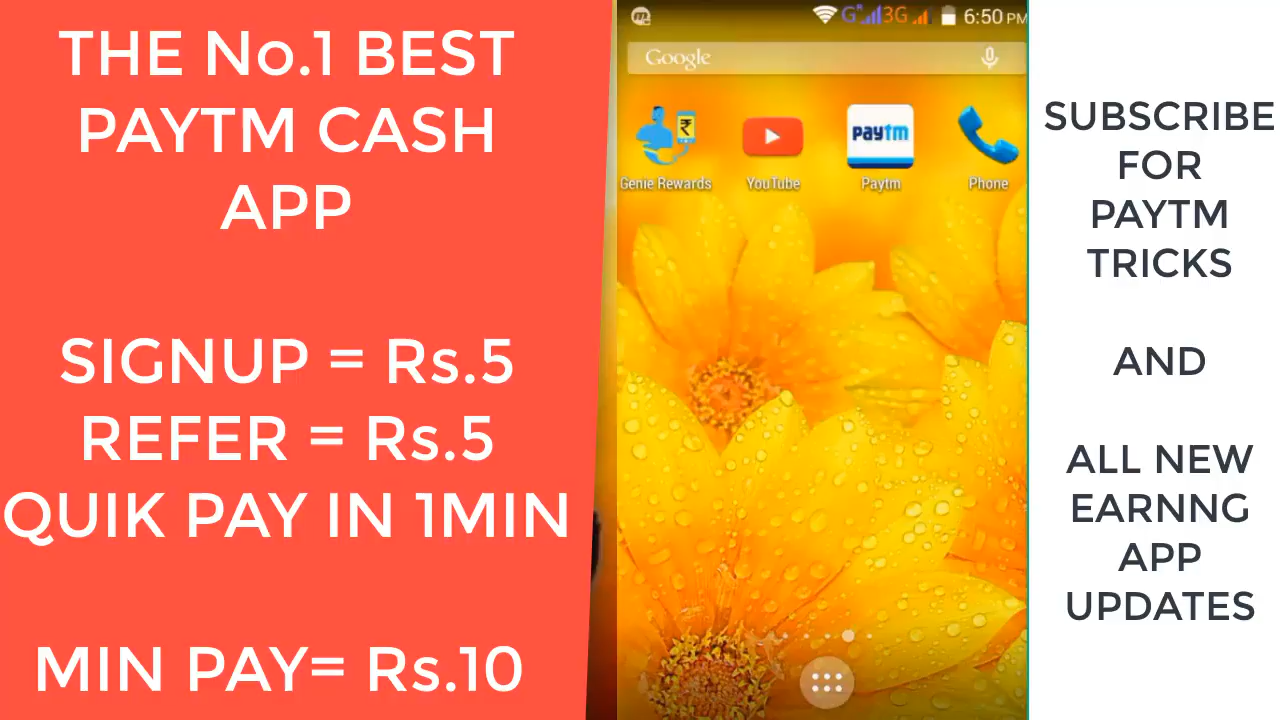 THE No.1 BEST
PAYTM CASH
APP
SIGNUP = Rs.5
REFER = Rs.5
QUIK PAY IN 1MIN
MIN PAY= Rs.10
G 3G 6:50 PM
Google
₹
Genie Rewards YouTube Paytm Phone
paytm
SUBSCRIBE
FOR
PAYTM
TRICKS
AND
ALL NEW
EARNNG
APP
UPDATES